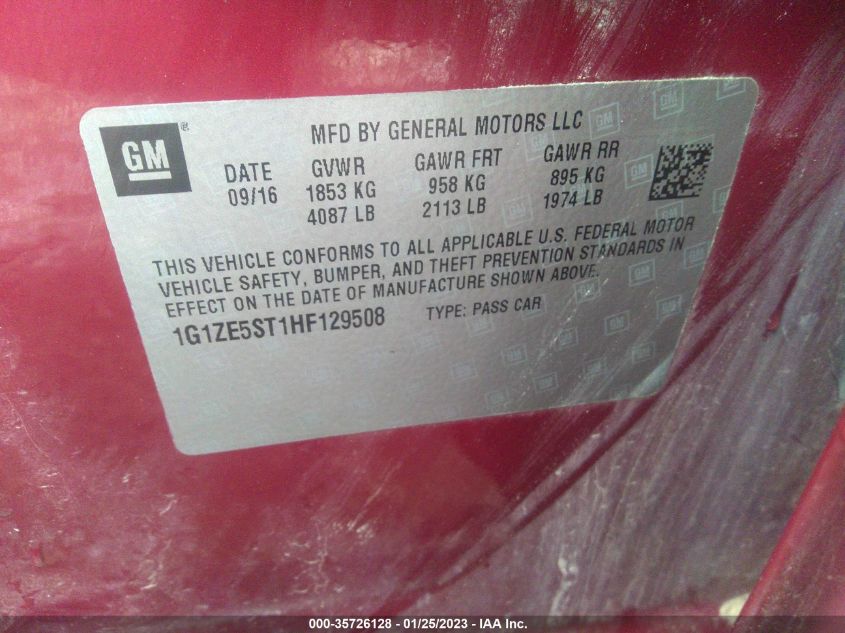 GM®
MFD BY GENERAL MOTORS LLC
DATE GVWR GAWR FRT GAWR RR
09/16 1853 KG 958 KG 895 KG
4087 LB 2113 LB 1974 LB
THIS VEHICLE CONFORMS TO ALL APPLICABLE U.S. FEDERAL MOTOR
VEHICLE SAFETY, BUMPER, AND THEFT PREVENTION STANDARDS IN
EFFECT ON THE DATE OF MANUFACTURE SHOWN ABOVE.
1G1ZE5ST1HF129508 TYPE: PASS CAR
000-35726128 - 01/25/2023 - IAA Inc.